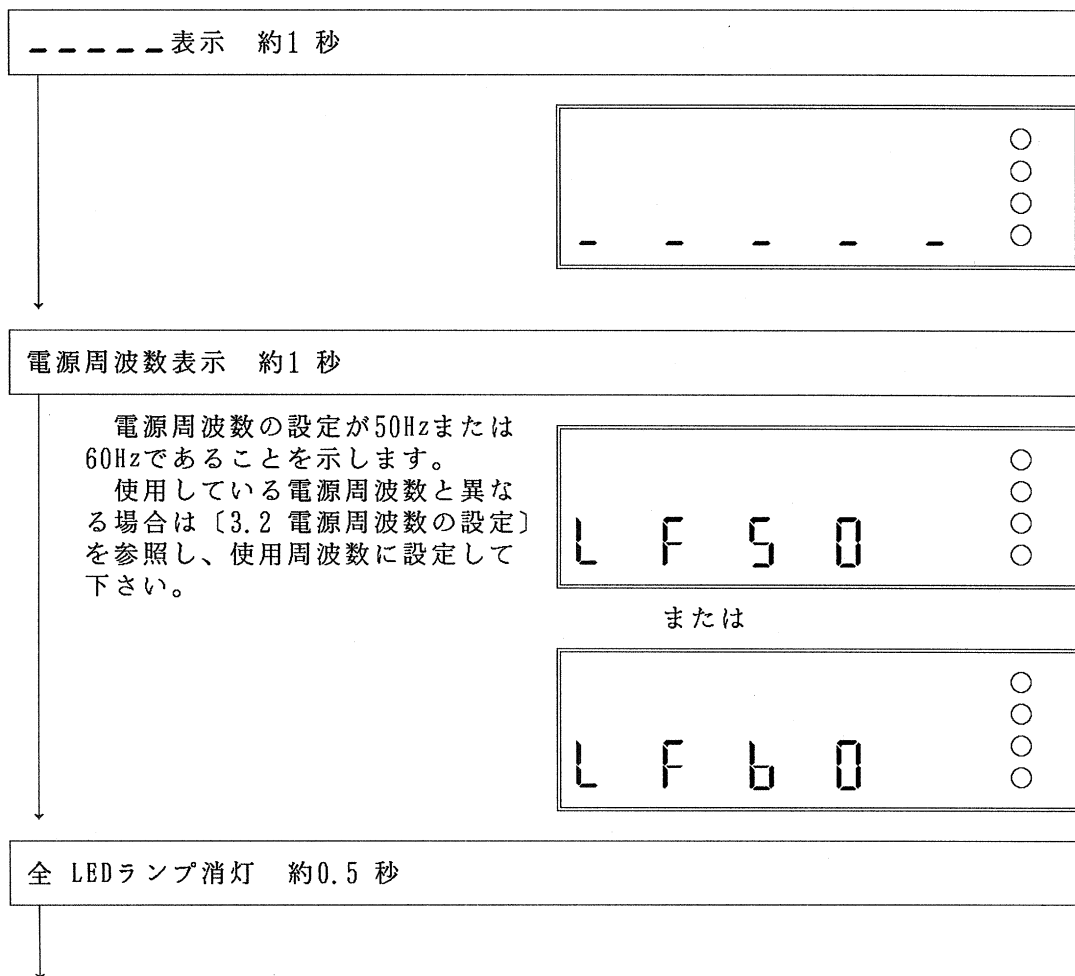 _____表示 約1 秒
_ _ _ _ _
電源周波数表示 約1 秒
電源周波数の設定が50Hzまたは
60Hzであることを示します。
使用している電源周波数と異な
る場合は〔3.2 電源周波数の設定〕
を参照し、使用周波数に設定して
下さい。
L F 5 0
または
L F b 0
全 LEDランプ消灯 約0.5 秒